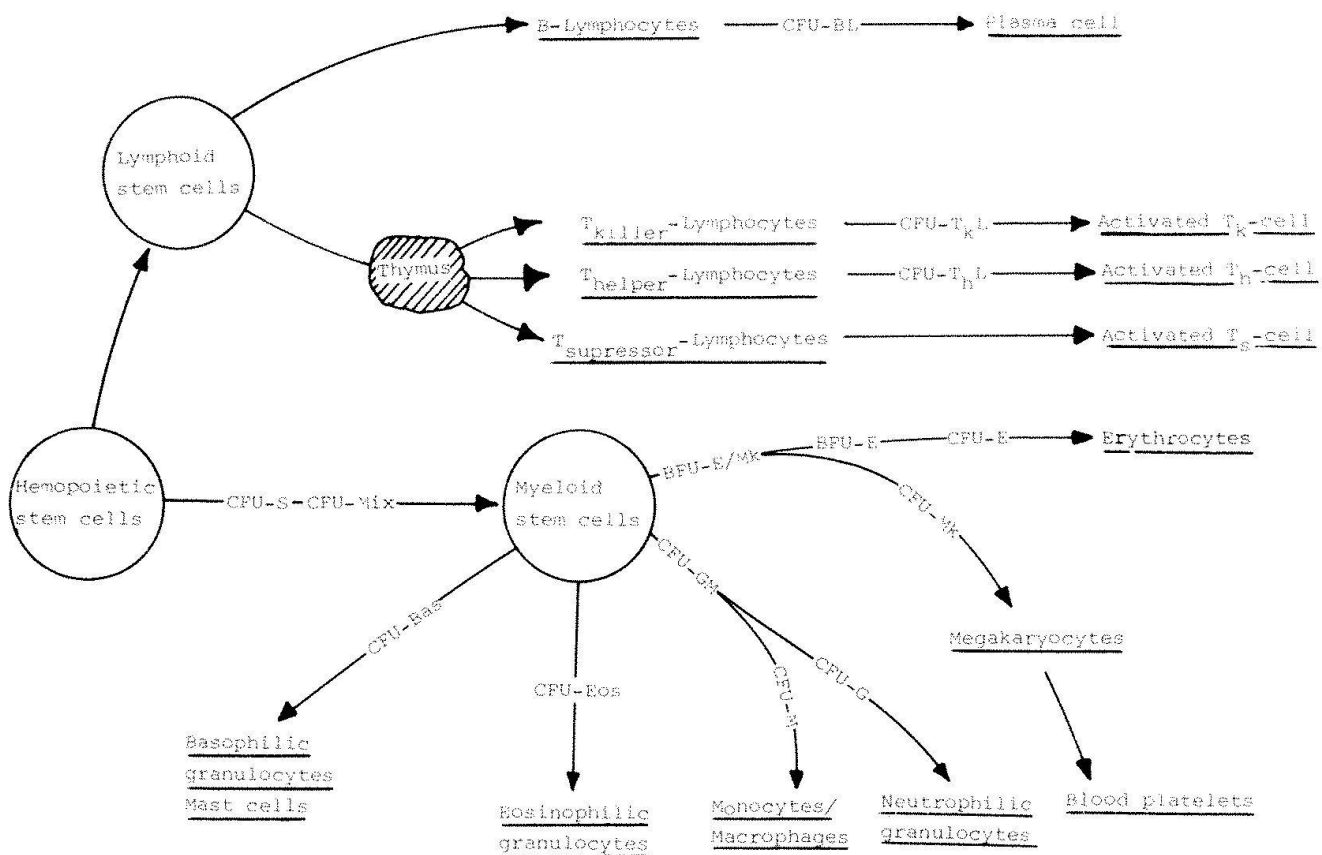 B-Lymphocytes CFU-BL Plasma cell
Lymphoid
stem cells
Thymus
Tkiller-Lymphocytes CFU-TkL Activated Tk-cell
Thelper-Lymphocytes CFU-ThL Activated Th-cell
Tsupressor-Lymphocytes Activated Ts-cell
Hemopoietic
stem cells
CFU-S-CFU-Mix
Myeloid
stem cells
BFU-E/Mk BFU-E CFU-E Erythrocytes
CFU-Mk
Megakaryocytes
Blood platelets
CFU-GM
CFU-G
Neutrophilic
granulocytes
CFU-M
Monocytes/
Macrophages
CFU-Eos
Eosinophilic
granulocytes
CFU-Bas
Basophilic
granulocytes
Mast cells